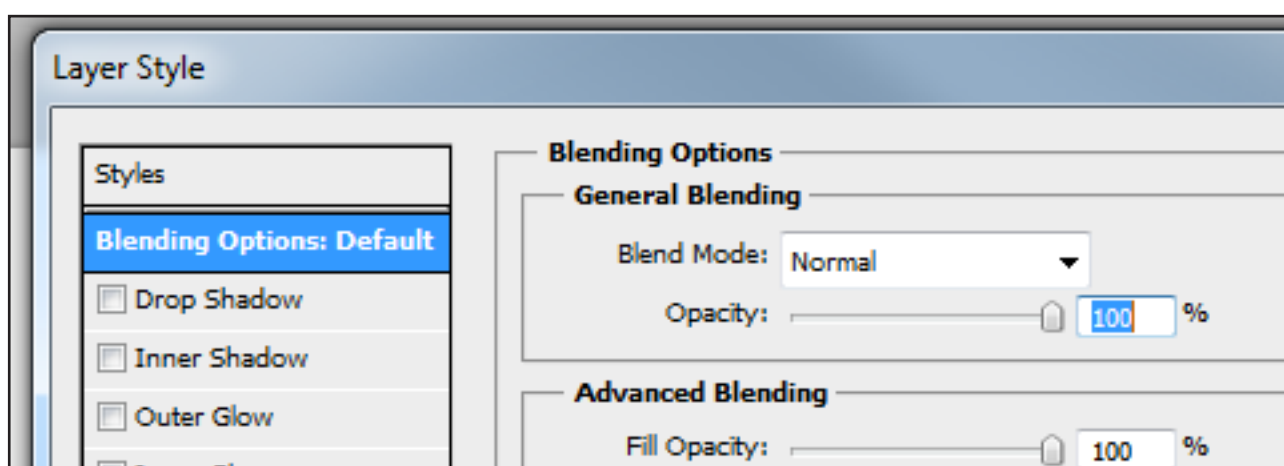 Layer Style
Styles
Blending Options: Default
Drop Shadow
Inner Shadow
Outer Glow
Blending Options
General Blending
Blend Mode: Normal
Opacity: 100 %
Advanced Blending
Fill Opacity: 100 %